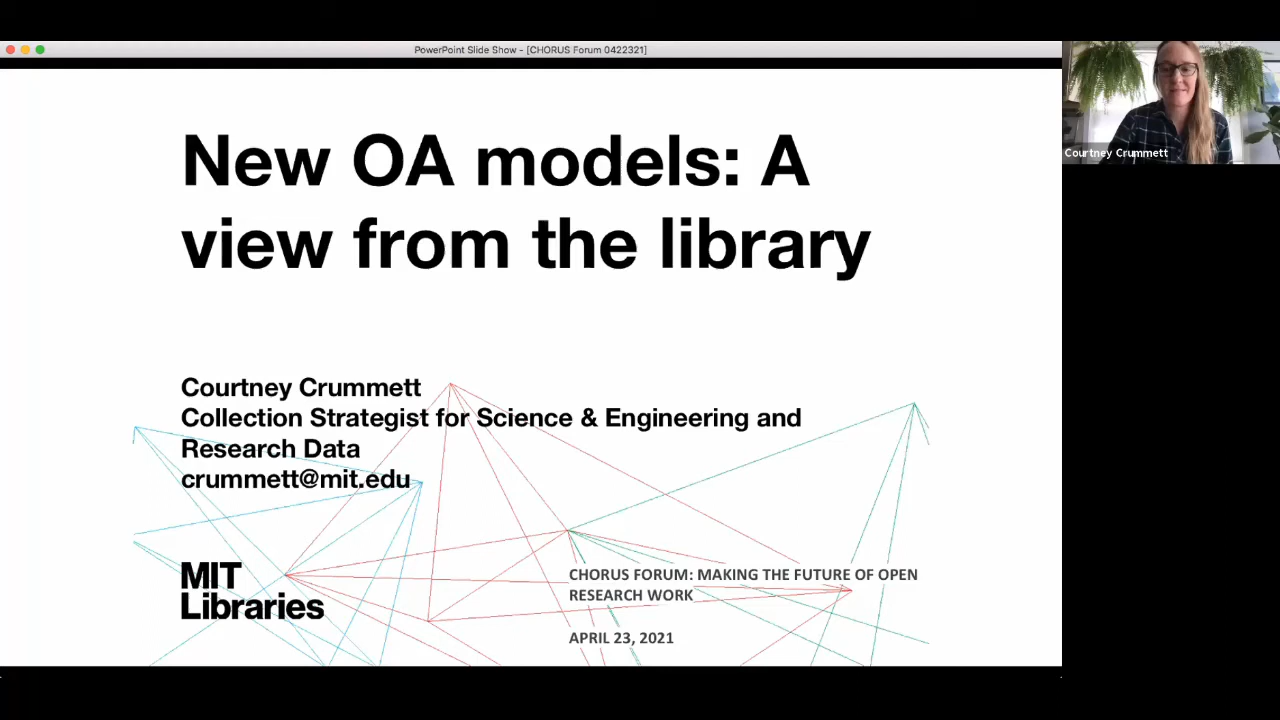 PowerPoint Slide Show - [CHORUS Forum 0422321]
New OA models: A
view from the library
Courtney Crummett
Collection Strategist for Science & Engineering and
Research Data
crummett@mit.edu
MIT
Libraries
CHORUS FORUM: MAKING THE FUTURE OF OPEN
RESEARCH WORK
APRIL 23, 2021
Courtney Crummett